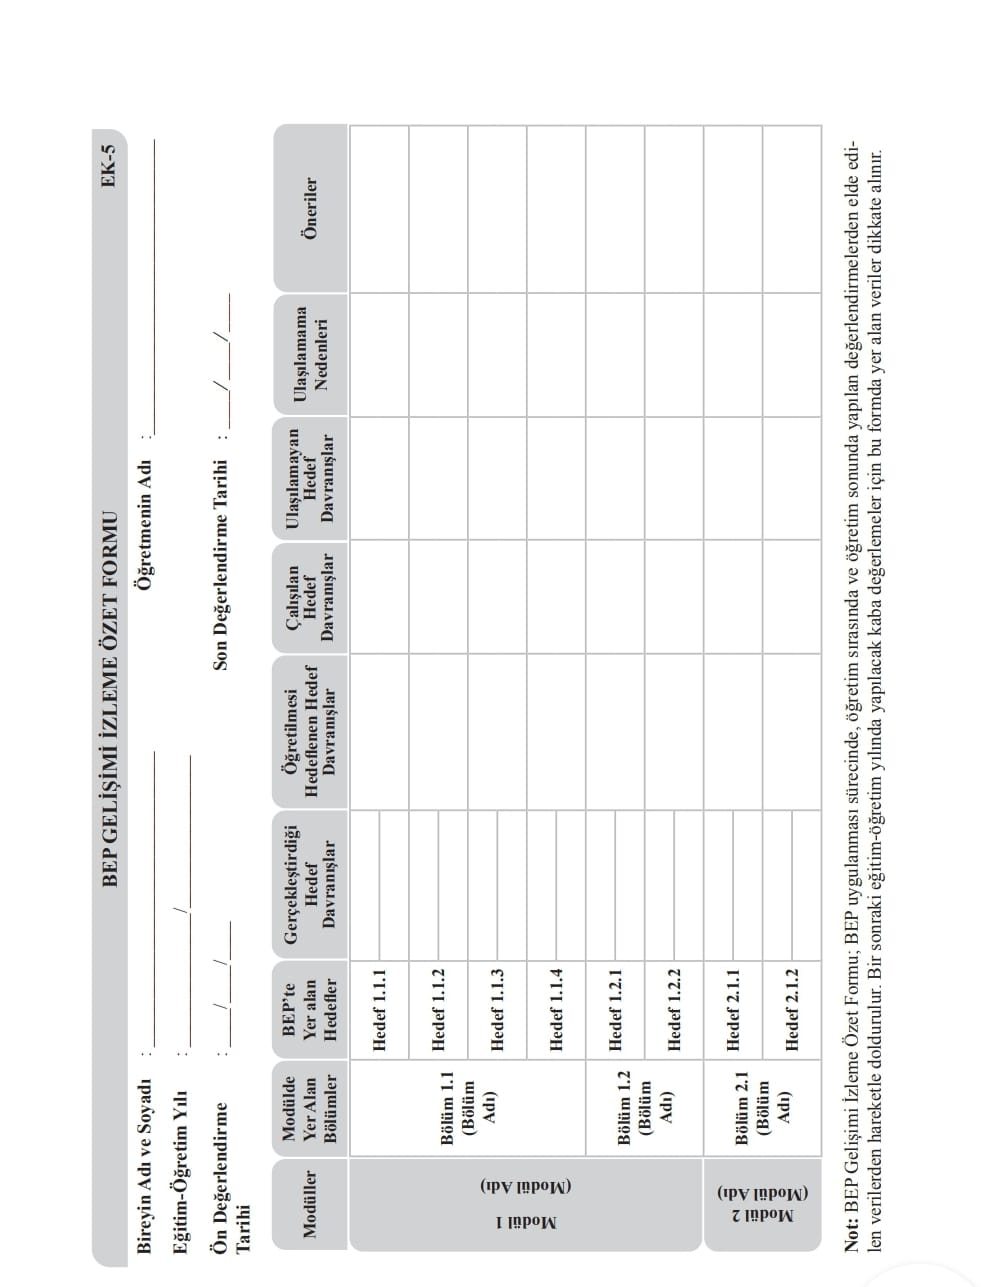 BEP GELİŞİMİ İZLEME ÖZET FORMU EK-5
Bireyin Adı ve Soyadı : Öğretmenin Adı :
Eğitim-Öğretim Yılı : /
Ön Değerlendirme : __/__/__ Son Değerlendirme Tarihi : __/__/__
Tarihi
Modüller
Modülde
Yer Alan
Bölümler
BEP'te
Yer alan
Hedefler
Gerçekleştirdiği
Hedef
Davranışlar
Öğretilmesi
Hedeflenen Hedef
Davranışlar
Çalışılan
Hedef
Davranışlar
Ulaşılamayan
Hedef
Davranışlar
Ulaşılamama
Nedenleri
Öneriler
Modül 1
(Modül Adı)
Bölüm 1.1
(Bölüm
Adı)
Hedef 1.1.1
Hedef 1.1.2
Hedef 1.1.3
Hedef 1.1.4
Bölüm 1.2
(Bölüm
Adı)
Hedef 1.2.1
Hedef 1.2.2
Modül 2
(Modül Adı)
Bölüm 2.1
(Bölüm
Adı)
Hedef 2.1.1
Hedef 2.1.2
Not: BEP Gelişimi İzleme Özet Formu; BEP uygulanması sürecinde, öğretim sırasında ve öğretim sonunda yapılan değerlendirmelerden elde edi-
len verilerden hareketle doldurulur. Bir sonraki eğitim-öğretim yılında yapılacak kaba değerlemeler için bu formda yer alan veriler dikkate alınır.